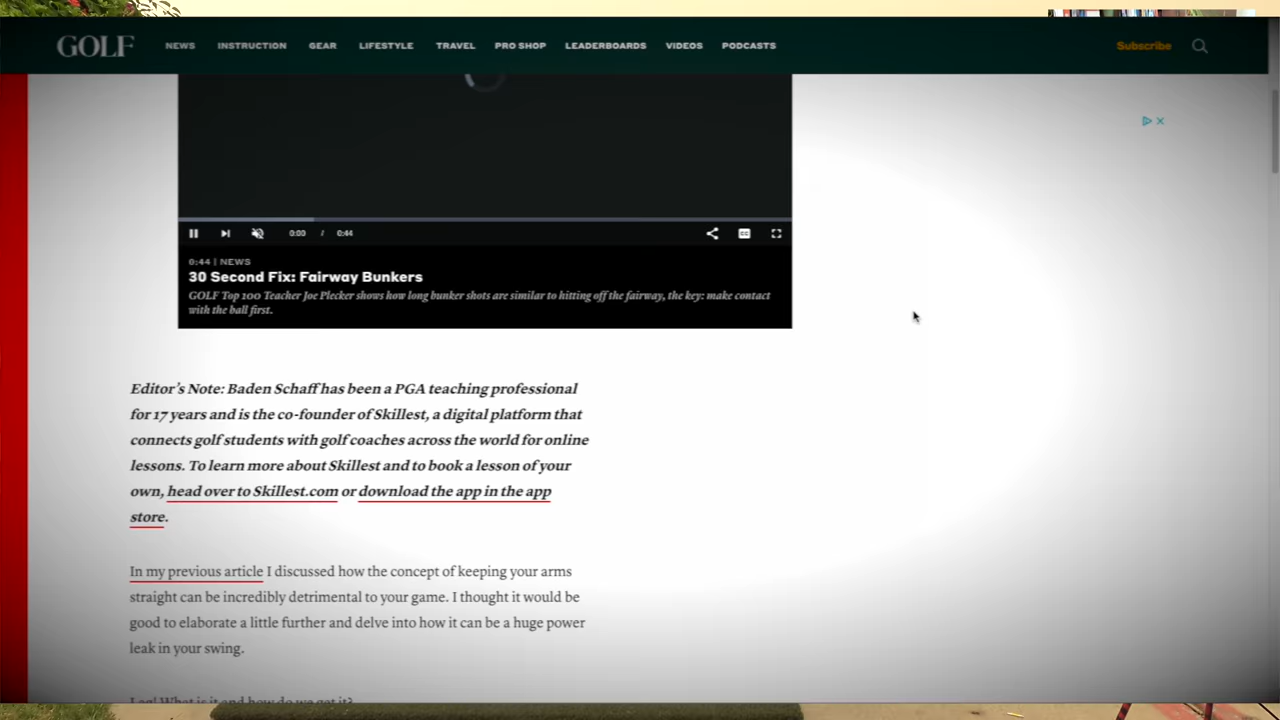 GOLF
NEWS INSTRUCTION GEAR LIFESTYLE TRAVEL PRO SHOP LEADERBOARDS VIDEOS PODCASTS
Subscribe
0:00 / 0:44
CC
0:44 | NEWS
30 Second Fix: Fairway Bunkers
GOLF Top 100 Teacher Joe Plecker shows how long bunker shots are similar to hitting off the fairway, the key: make contact
with the ball first.
Editor's Note: Baden Schaff has been a PGA teaching professional
for 17 years and is the co-founder of Skillest, a digital platform that
connects golf students with golf coaches across the world for online
lessons. To learn more about Skillest and to book a lesson of your
own, head over to Skillest.com or download the app in the app
store.
In my previous article I discussed how the concept of keeping your arms
straight can be incredibly detrimental to your game. I thought it would be
good to elaborate a little further and delve into how it can be a huge power
leak in your swing.
Lag! What is it and how do we get it?